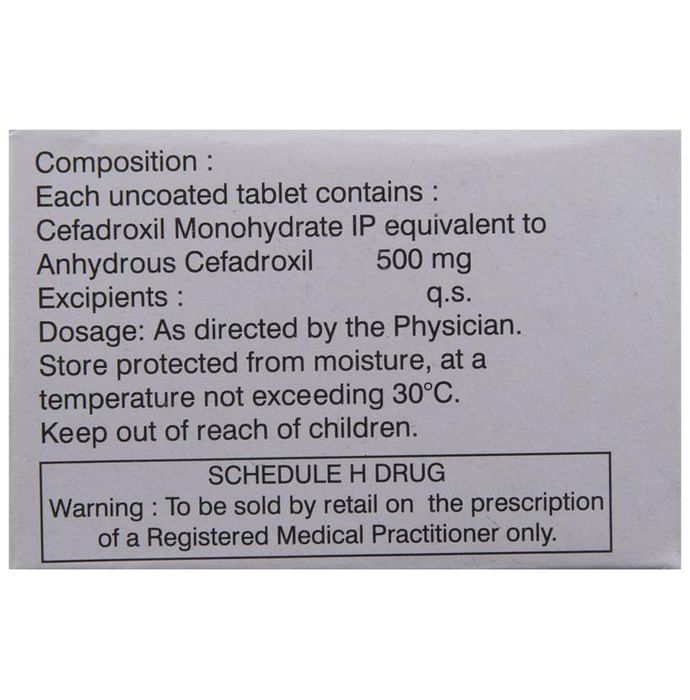 Composition :
Each uncoated tablet contains :
Cefadroxil Monohydrate IP equivalent to
Anhydrous Cefadroxil 500 mg
Excipients : q.s.
Dosage: As directed by the Physician.
Store protected from moisture, at a
temperature not exceeding 30°C.
Keep out of reach of children.
SCHEDULE H DRUG
Warning : To be sold by retail on the prescription
of a Registered Medical Practitioner only.